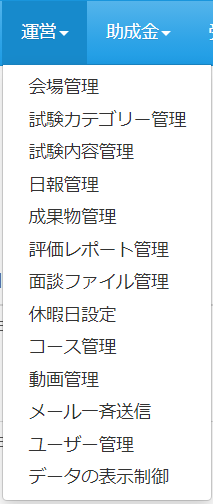 運営 助成金
会場管理
試験カテゴリー管理
試験内容管理
日報管理
成果物管理
評価レポート管理
面談ファイル管理
休暇日設定
コース管理
動画管理
メール一斉送信
ユーザー管理
データの表示制御